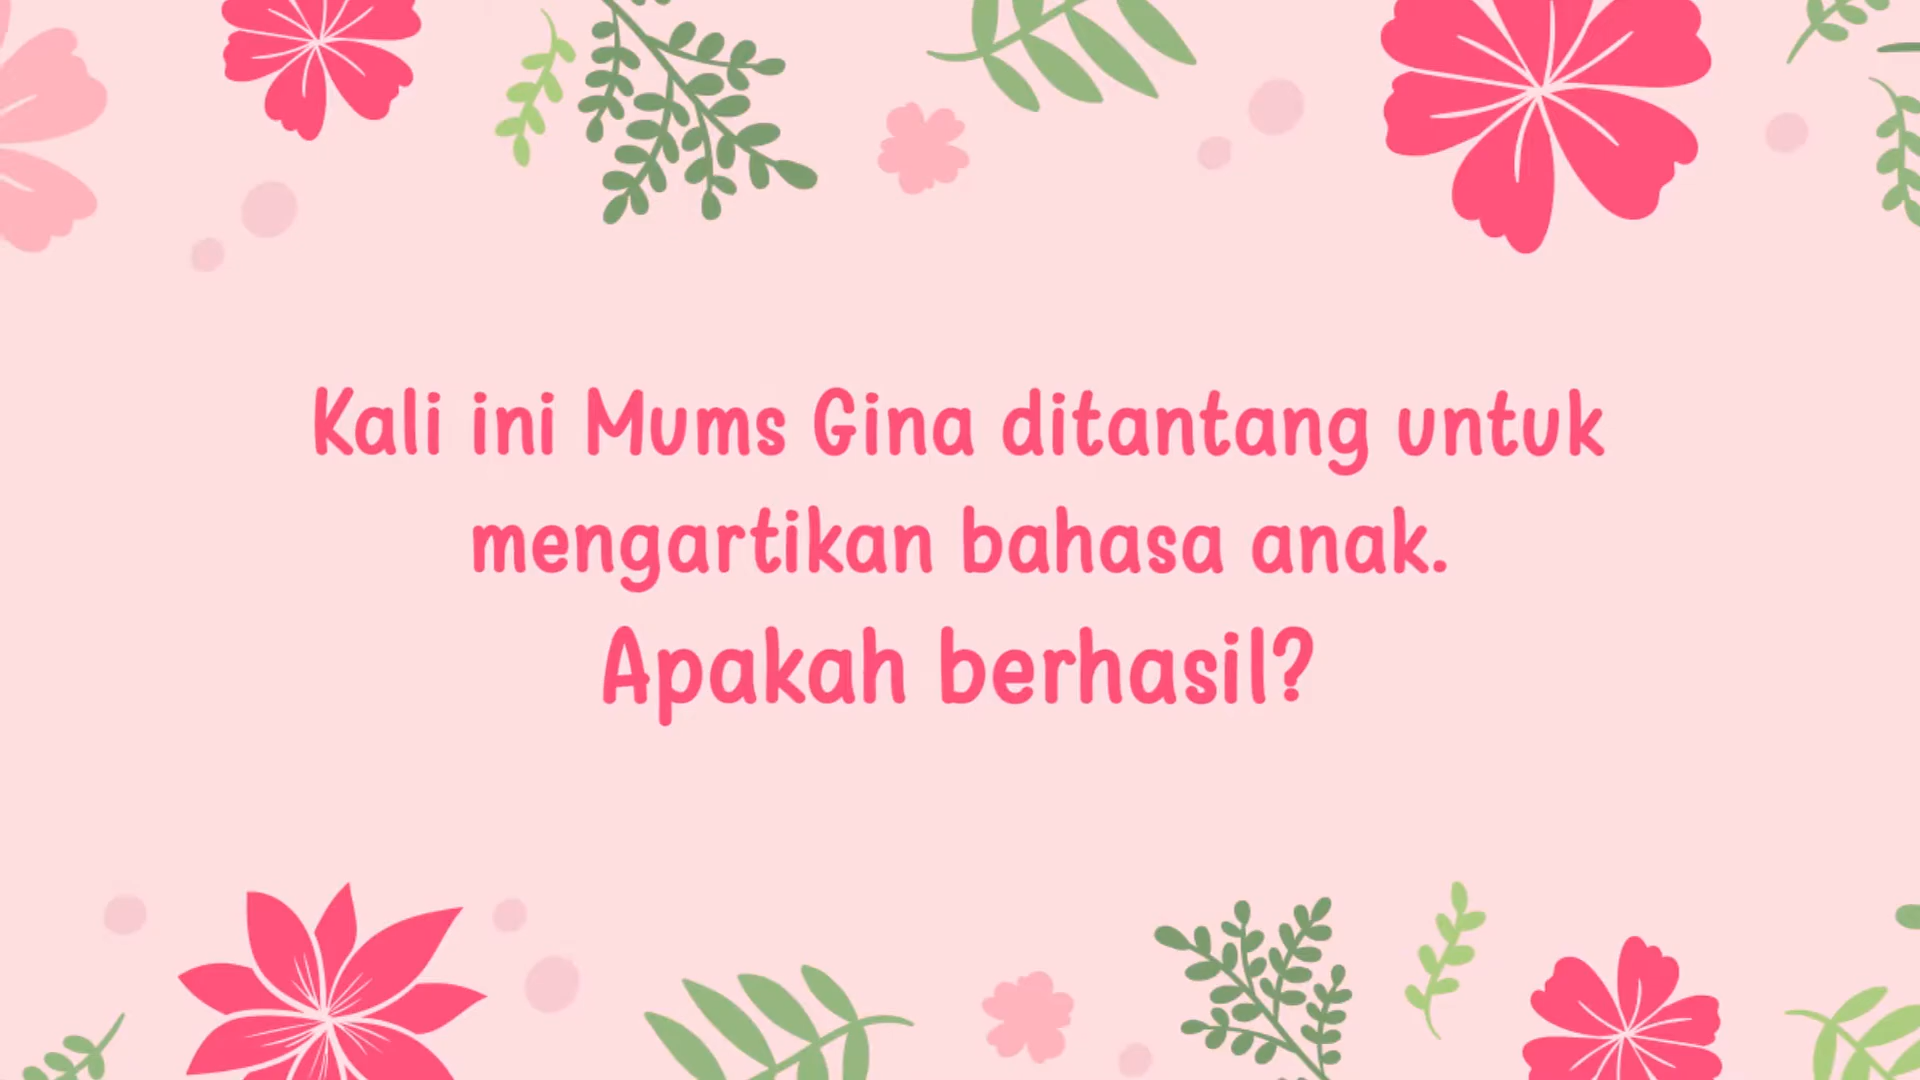 Kali ini Mums Gina ditantang untuk
mengartikan bahasa anak.
Apakah berhasil?